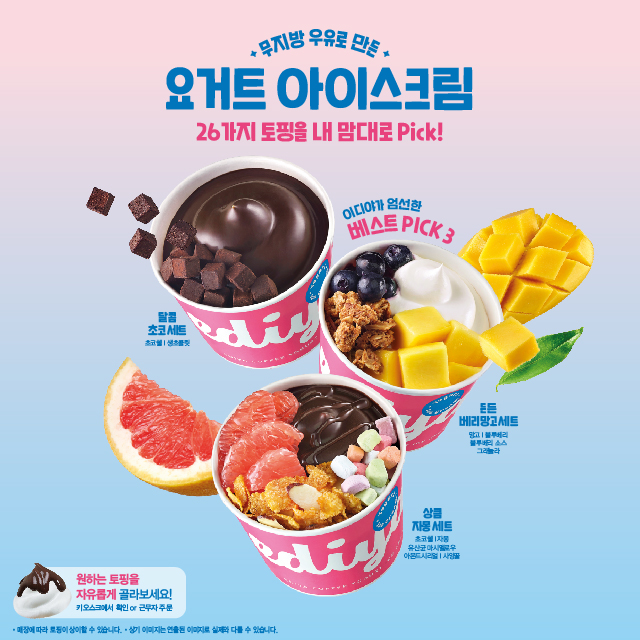 무지방 우유로 만든
요거트 아이스크림
26가지 토핑을 내 맘대로 Pick!
이디야가 엄선한
베스트 PICK 3
달콤
초코세트
초코쉘 | 생초콜릿
ediy
든든
베리망고세트
망고 | 블루베리
블루베리 소스
그래놀라
상큼
자몽세트
초코쉘 | 자몽
유산균 마시멜로우
아몬드시리얼 | 사양꿀
ediy
원하는 토핑을
자유롭게 골라보세요!
키오스크에서 확인 or 근무자 주문
* 매장에 따라 토핑이 상이할 수 있습니다. * 상기 이미지는 연출된 이미지로 실제와 다를 수 있습니다.